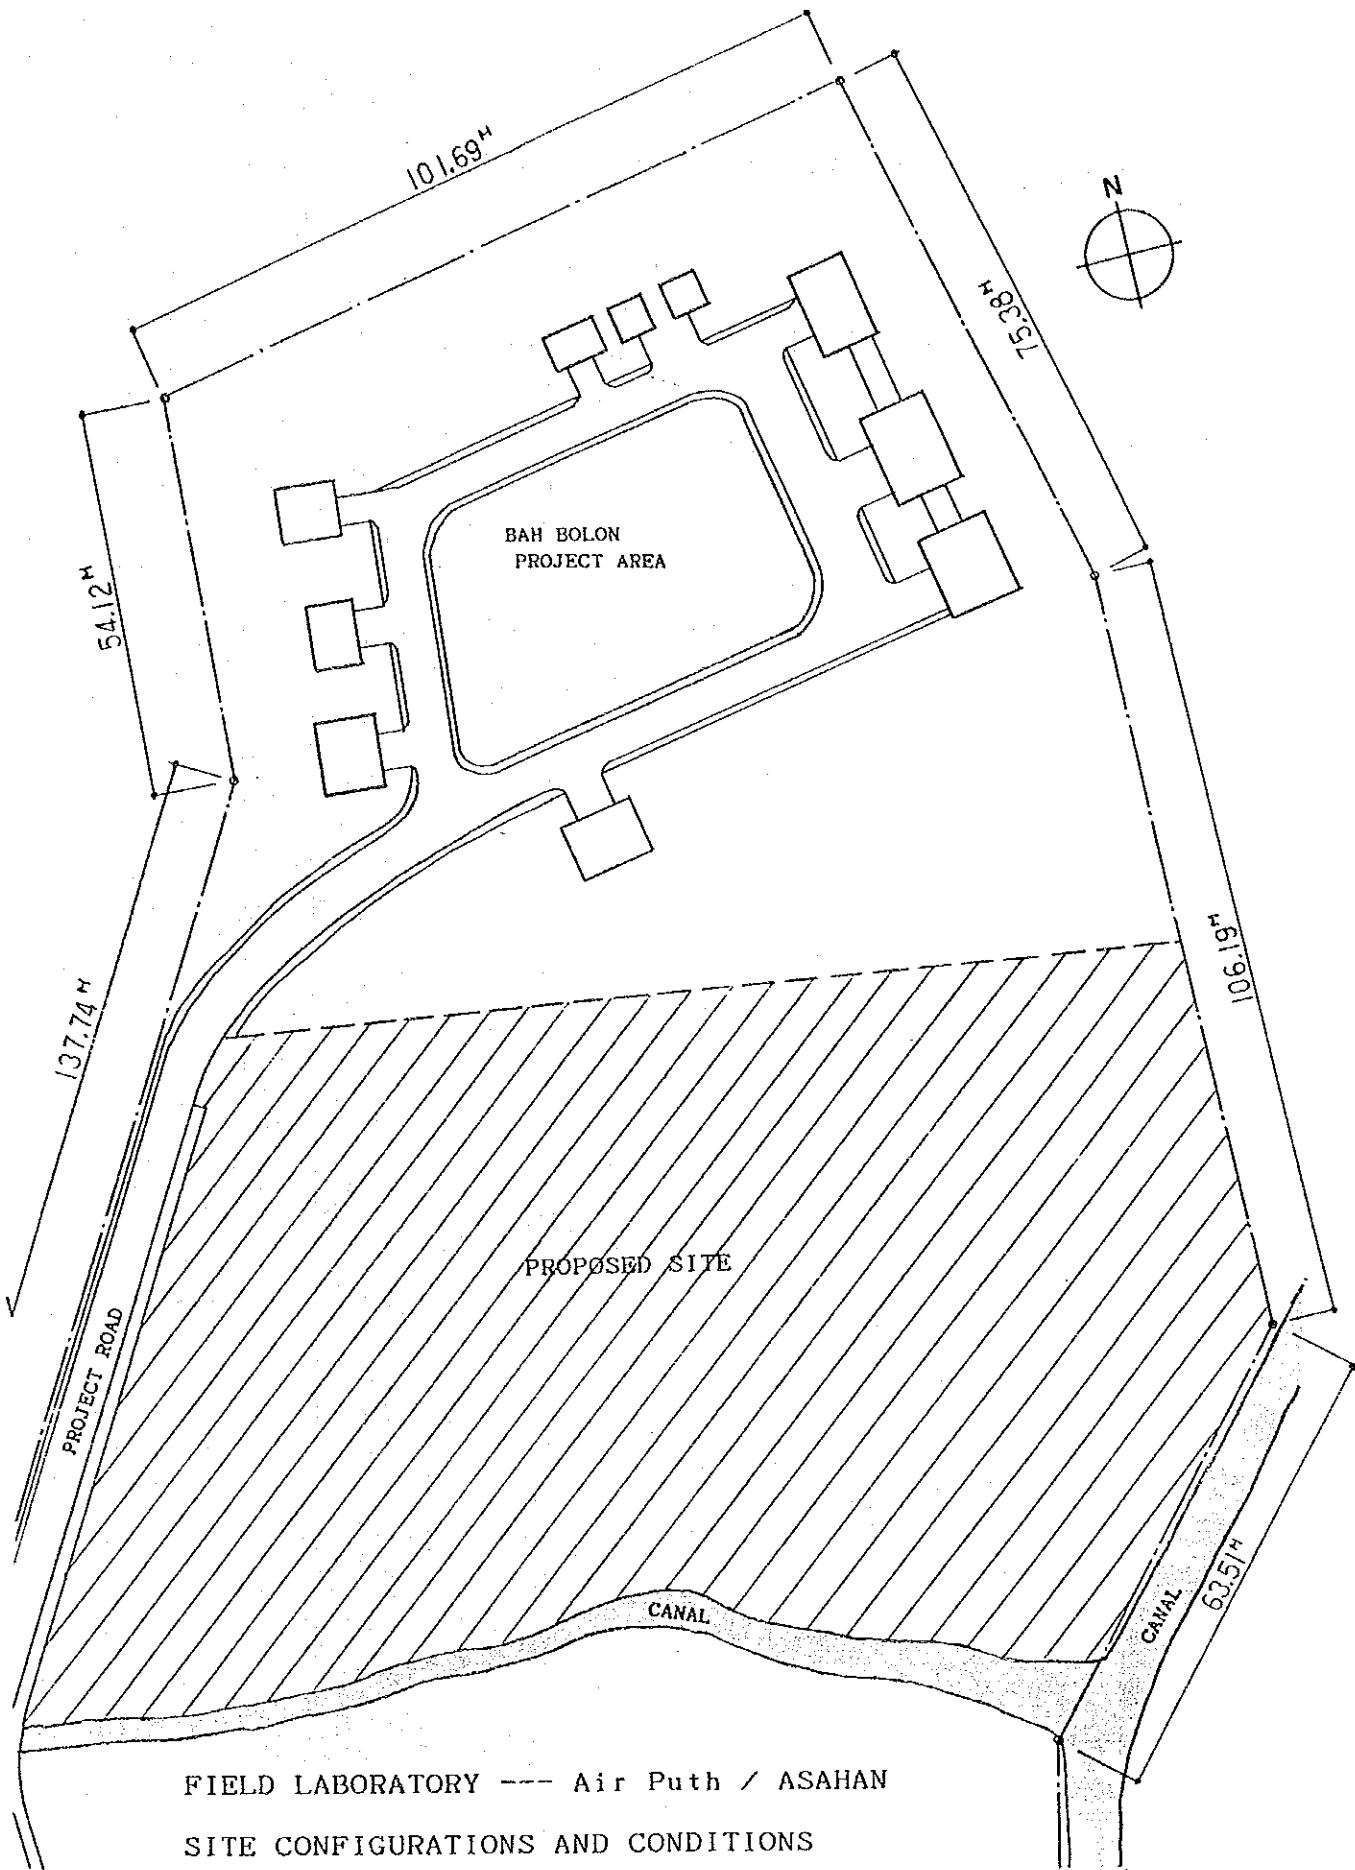 101.69M
N
75.38M
BAH BOLON
PROJECT AREA
54.12M
106.19M
137.74M
PROPOSED SITE
PROJECT ROAD
CANAL
CANAL
63.51M
FIELD LABORATORY --- Air Puth / ASAHAN
SITE CONFIGURATIONS AND CONDITIONS